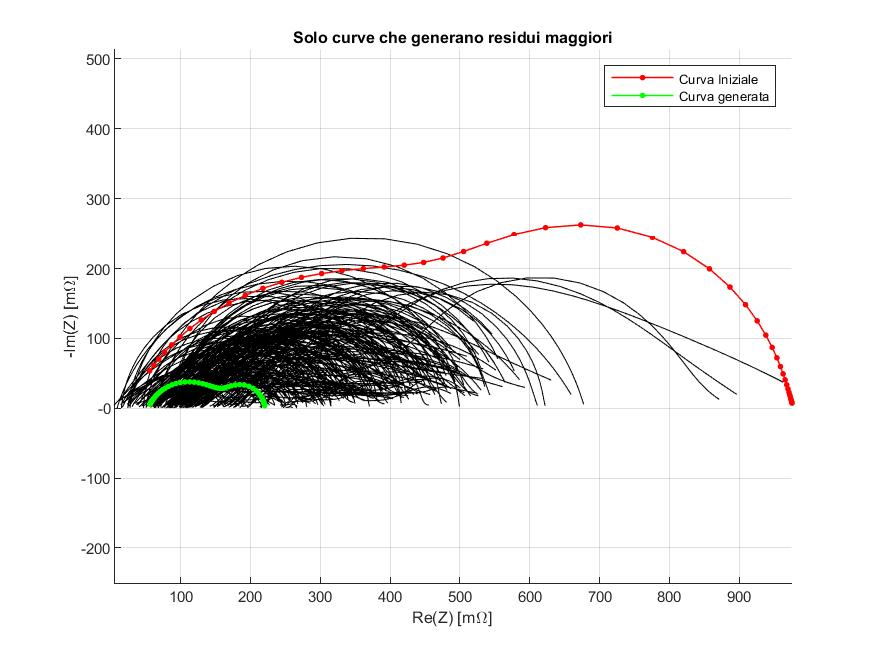 Solo curve che generano residui maggiori
Curva Iniziale
Curva generata
-Im(Z) [mΩ]
500
400
300
200
100
-0
-100
-200
100 200 300 400 500 600 700 800 900
Re(Z) [mΩ]